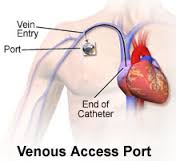 Vein
Entry
Port
End of
Catheter
Venous Access Port